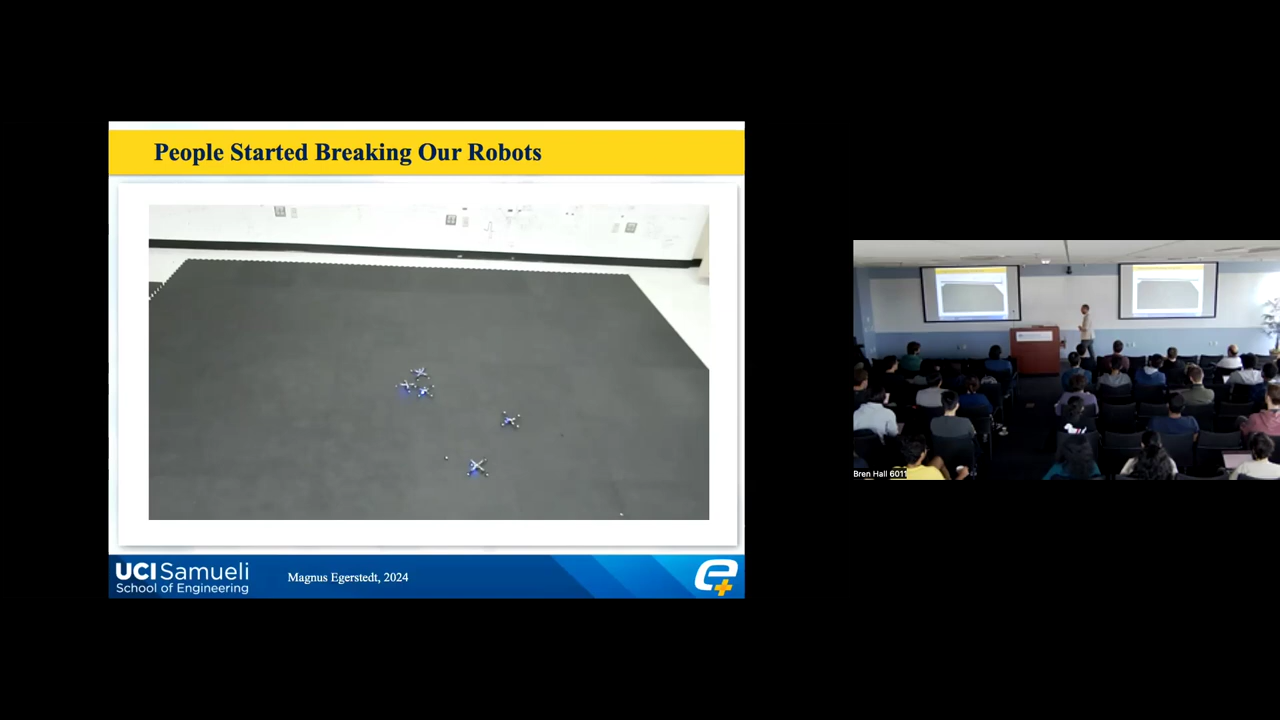 People Started Breaking Our Robots
UCI Samueli
School of Engineering
Magnus Egerstedt, 2024
Bren Hall 6011